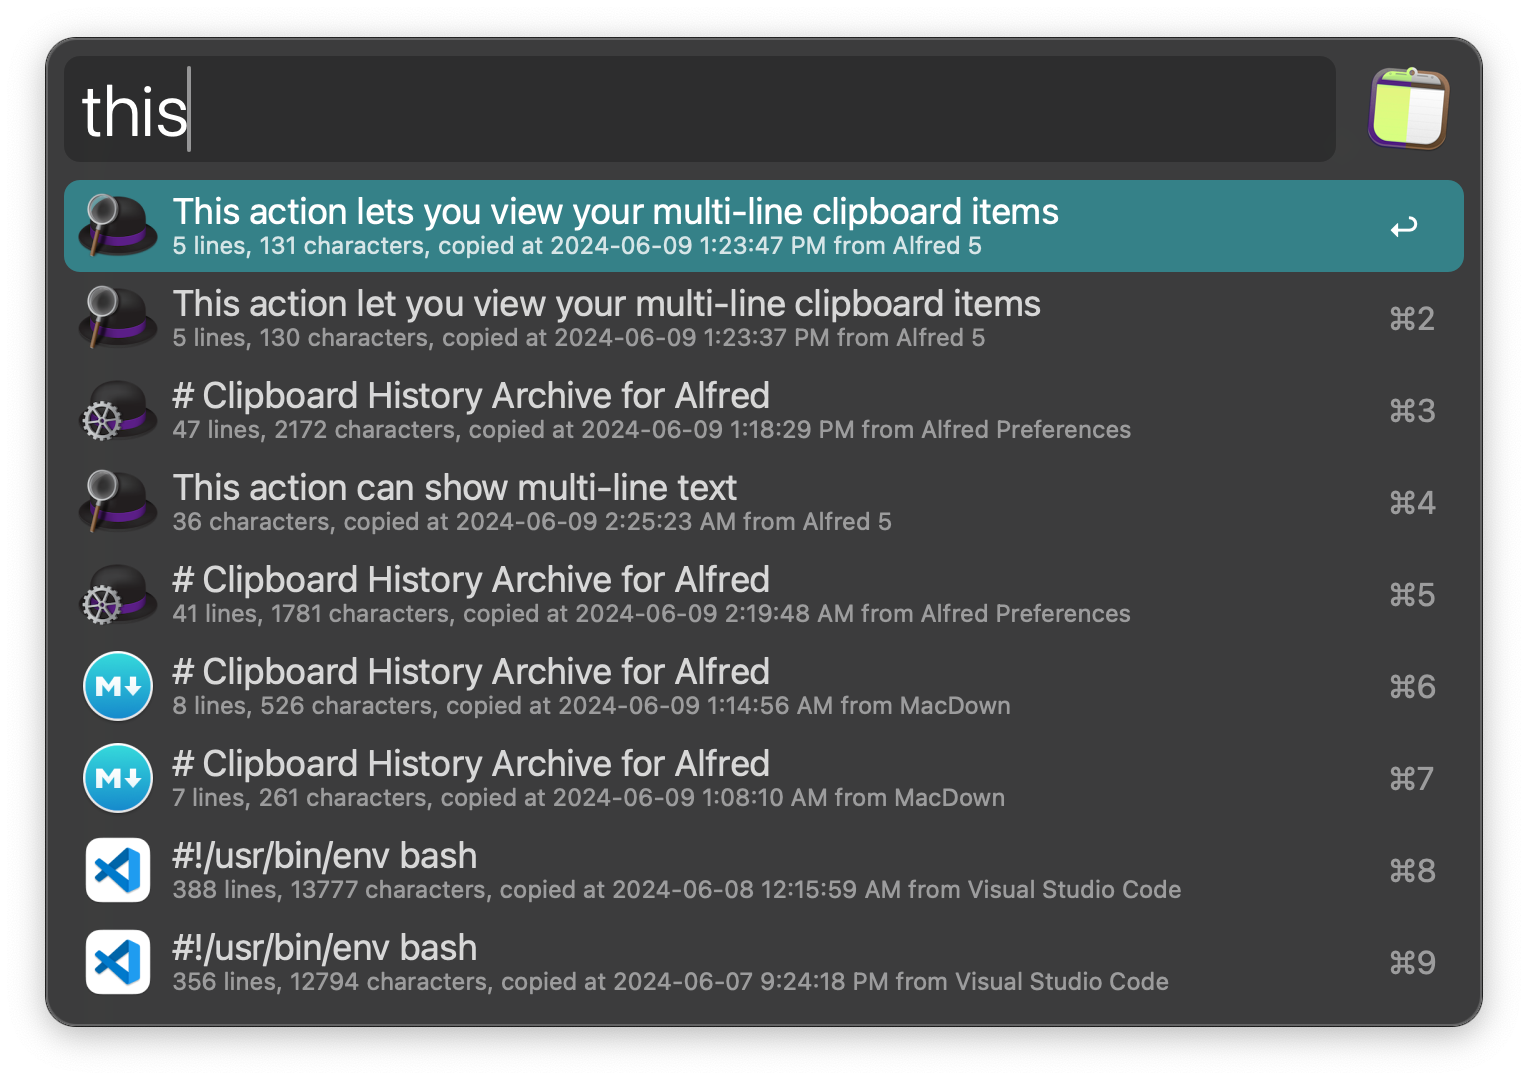 this
This action lets you view your multi-line clipboard items
5 lines, 131 characters, copied at 2024-06-09 1:23:47 PM from Alfred 5
This action let you view your multi-line clipboard items
5 lines, 130 characters, copied at 2024-06-09 1:23:37 PM from Alfred 5
⌘2
# Clipboard History Archive for Alfred
47 lines, 2172 characters, copied at 2024-06-09 1:18:29 PM from Alfred Preferences
⌘3
This action can show multi-line text
36 characters, copied at 2024-06-09 2:25:23 AM from Alfred 5
⌘4
# Clipboard History Archive for Alfred
41 lines, 1781 characters, copied at 2024-06-09 2:19:48 AM from Alfred Preferences
⌘5
M
# Clipboard History Archive for Alfred
8 lines, 526 characters, copied at 2024-06-09 1:14:56 AM from MacDown
⌘6
M
# Clipboard History Archive for Alfred
7 lines, 261 characters, copied at 2024-06-09 1:08:10 AM from MacDown
⌘7
#!/usr/bin/env bash
388 lines, 13777 characters, copied at 2024-06-08 12:15:59 AM from Visual Studio Code
⌘8
#!/usr/bin/env bash
356 lines, 12794 characters, copied at 2024-06-07 9:24:18 PM from Visual Studio Code
⌘9